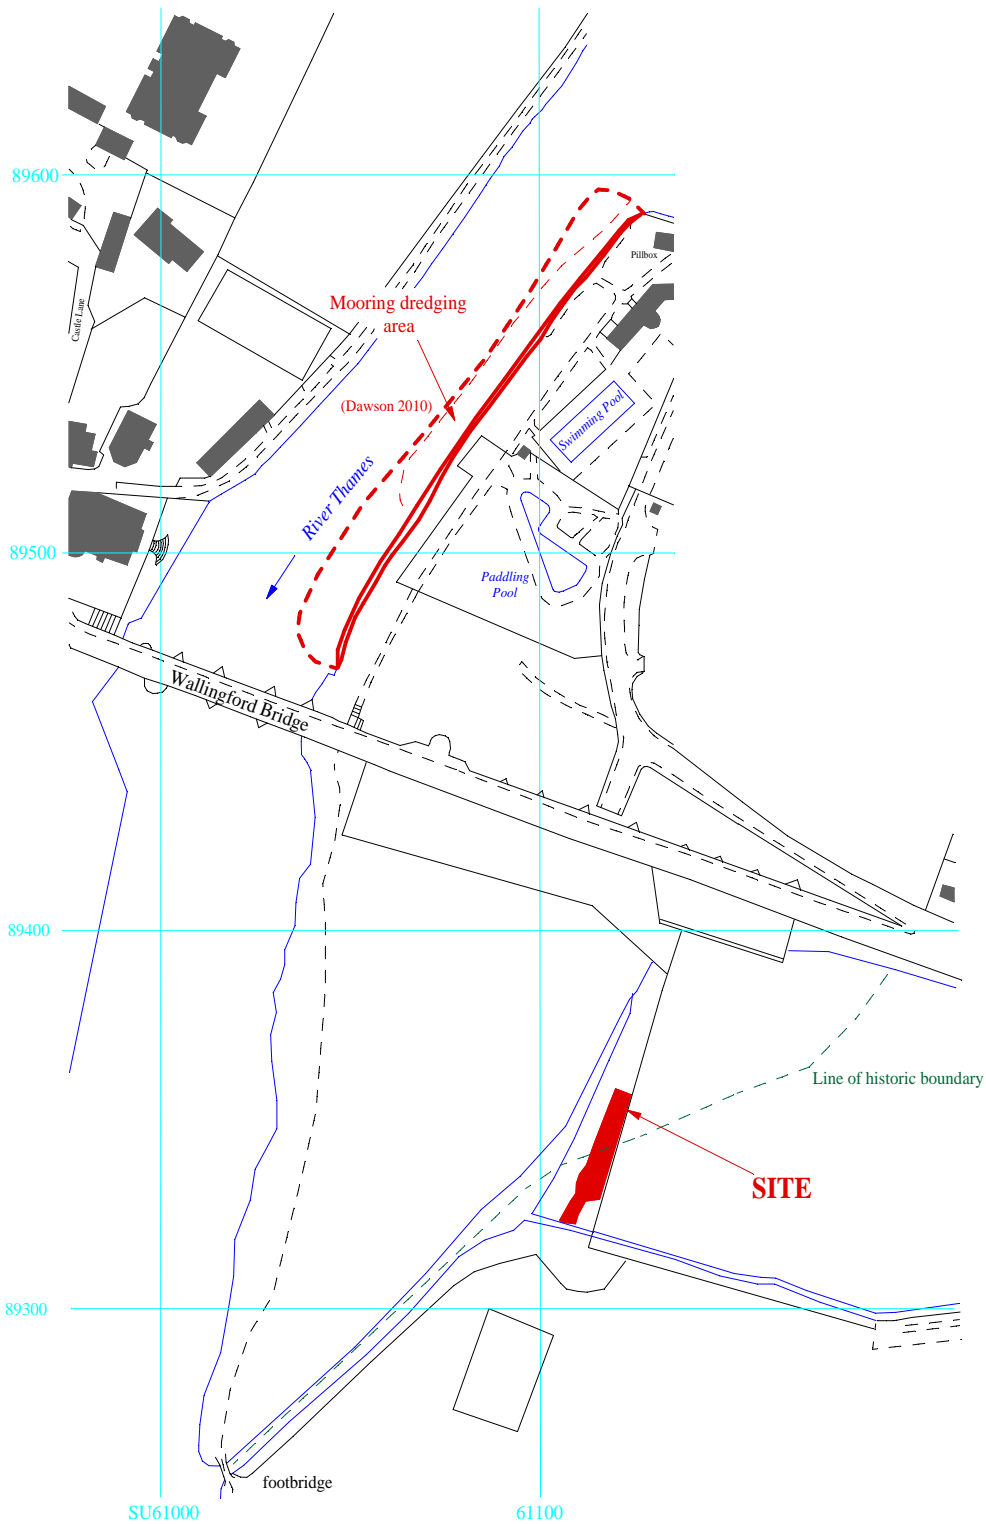 89600
Pillbox
Mooring dredging
area
Castle Lane
(Dawson 2010)
Swimming Pool
River Thames
89500
Paddling
Pool
Wallingford Bridge
89400
Line of historic boundary
SITE
89300
footbridge
SU61000
61100